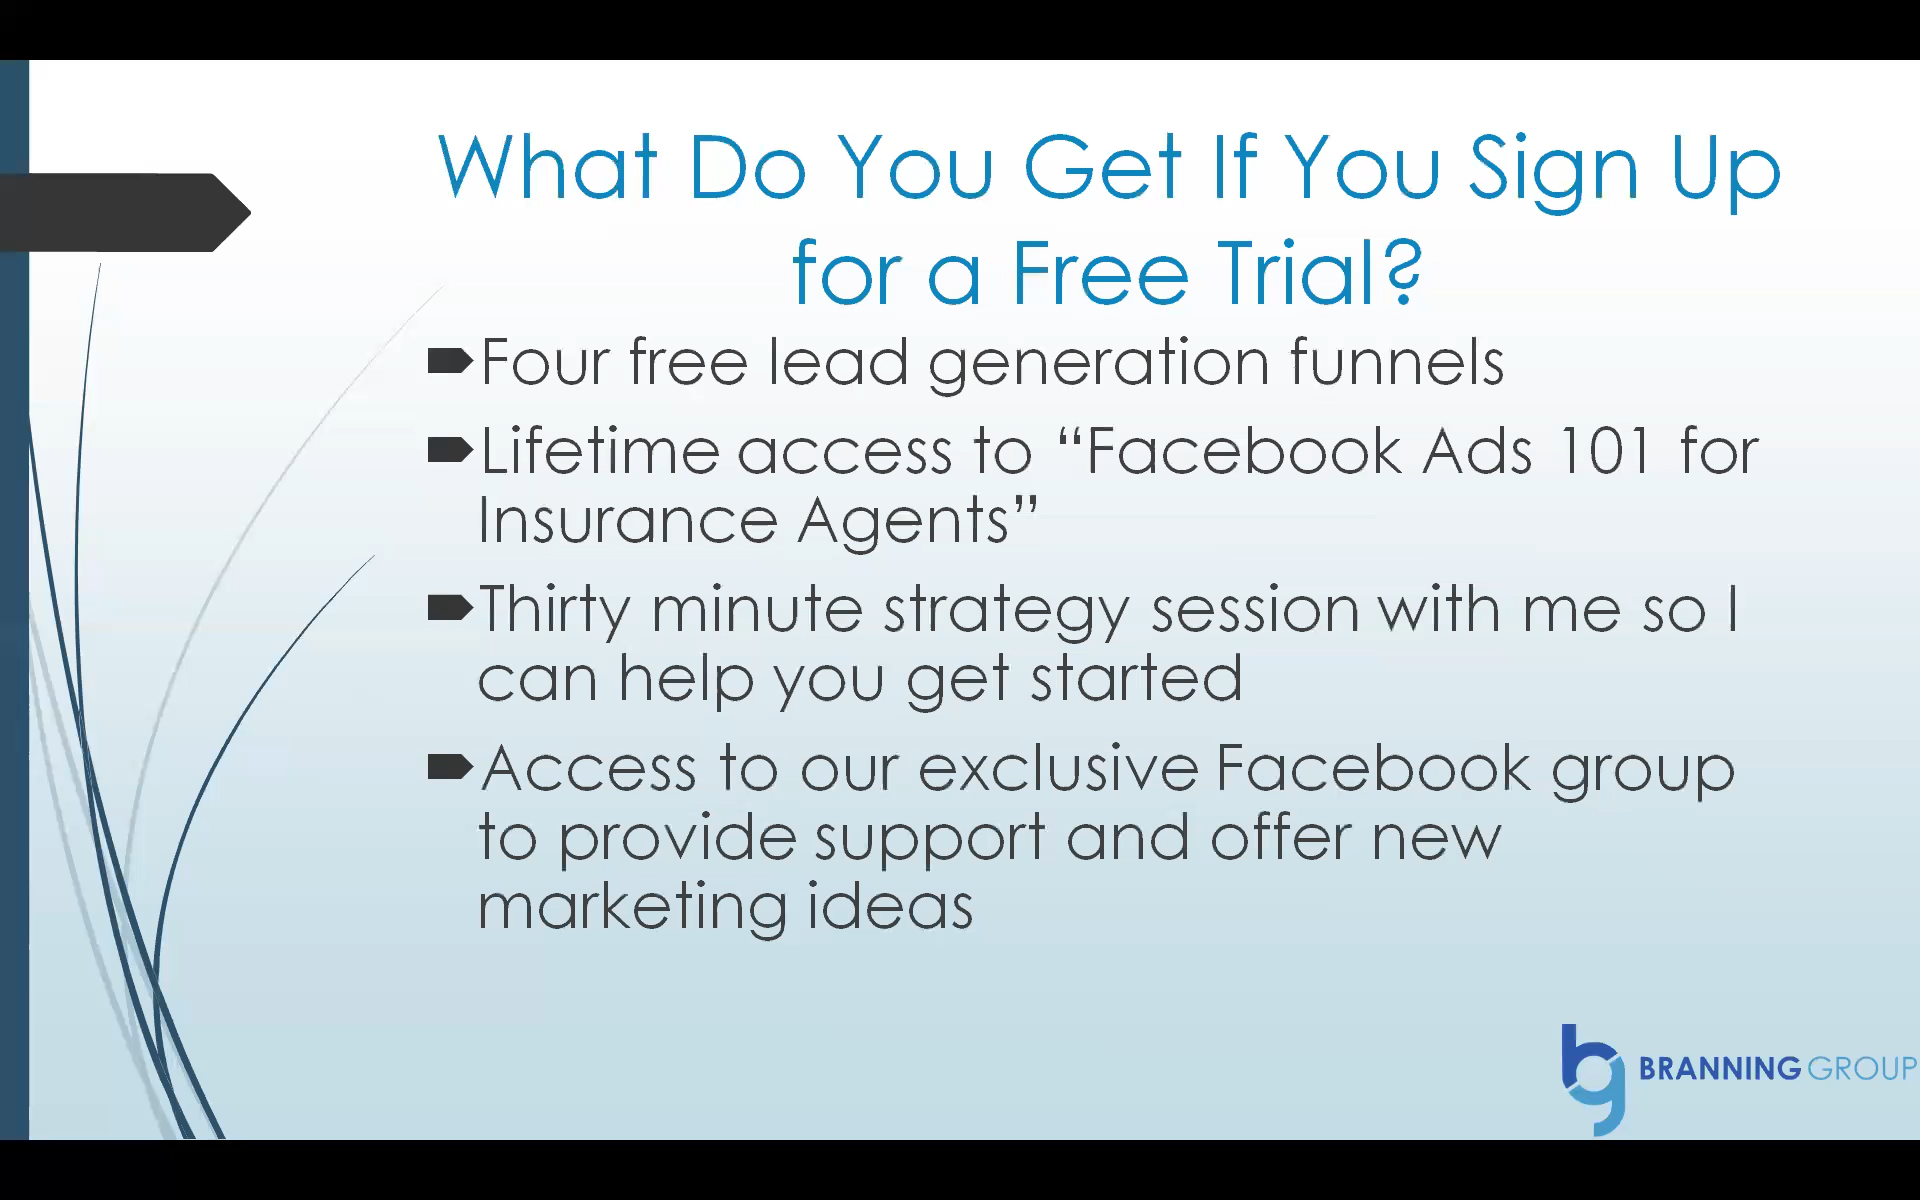 What Do You Get If You Sign Up
for a Free Trial?
Four free lead generation funnels
Lifetime access to “Facebook Ads 101 for
Insurance Agents”
Thirty minute strategy session with me so I
can help you get started
Access to our exclusive Facebook group
to provide support and offer new
marketing ideas
bg BRANNING GROUP